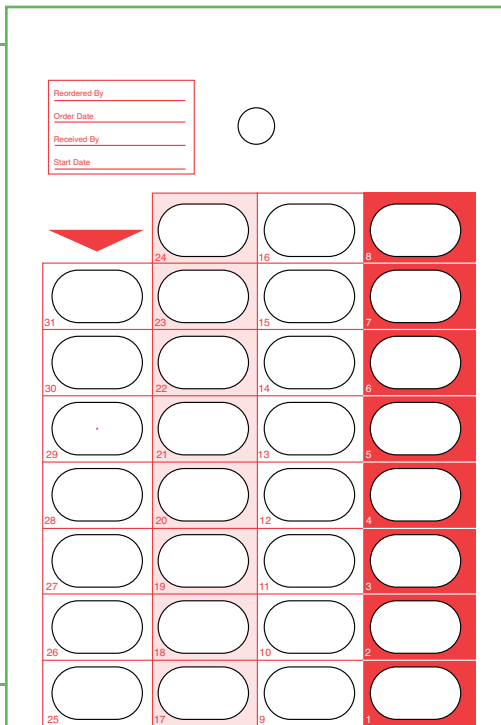 Reordered By
Order Date
Received By
Start Date
24 16 8
31 23 15 7
30 22 14 6
29 21 13 5
28 20 12 4
27 19 11 3
26 18 10 2
25 17 9 1